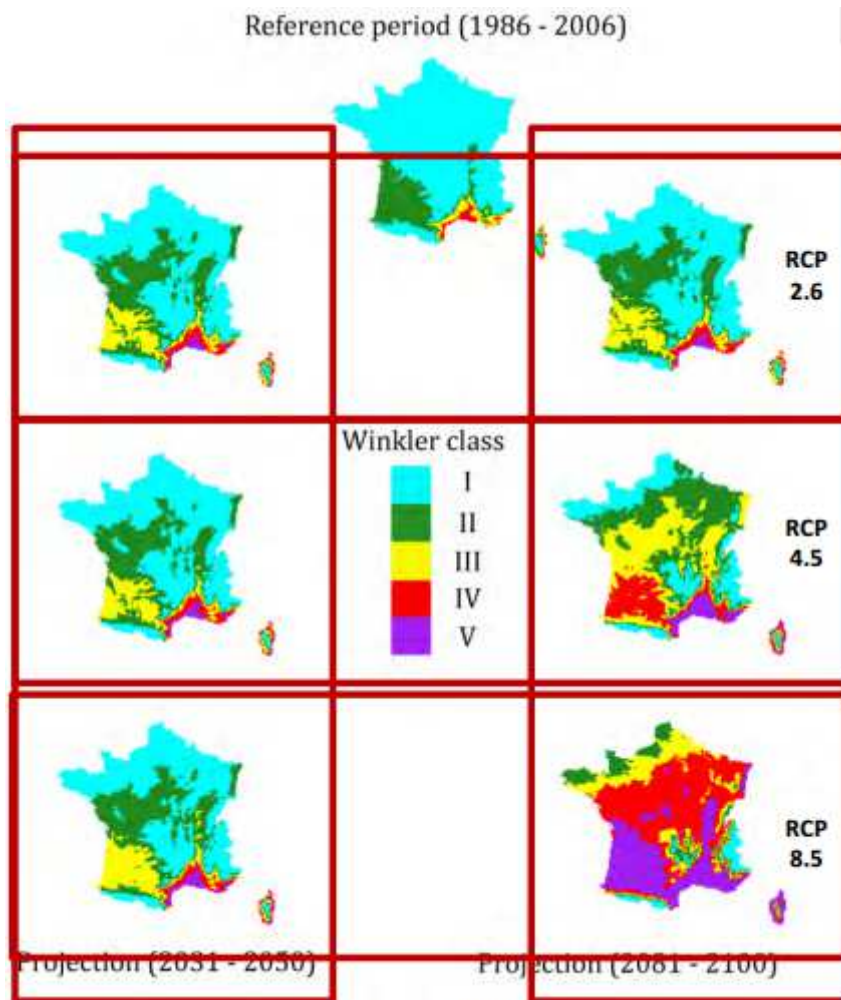 Reference period (1986 - 2006)
RCP
2.6
Winkler class
I
II
III
IV
V
RCP
4.5
RCP
8.5
Projection (2031 - 2050)
Projection (2081 - 2100)